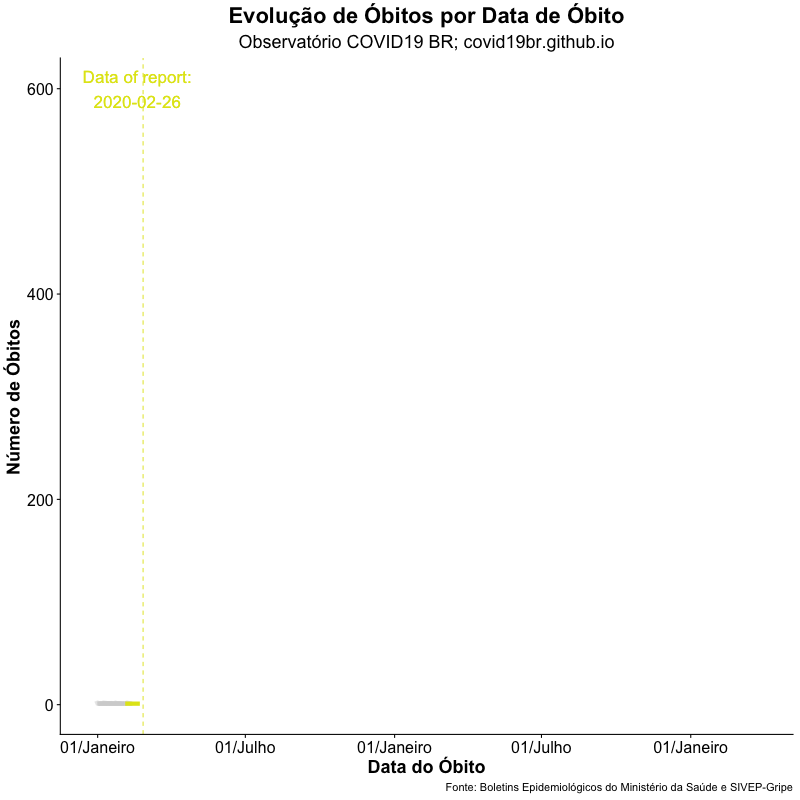 Evolução de Óbitos por Data de Óbito
Observatório COVID19 BR; covid19br.github.io
Data of report:
2020-02-26
600
400
200
0
Número de Óbitos
01/Janeiro 01/Julho 01/Janeiro 01/Julho 01/Janeiro
Data do Óbito
Fonte: Boletins Epidemiológicos do Ministério da Saúde e SIVEP-Gripe